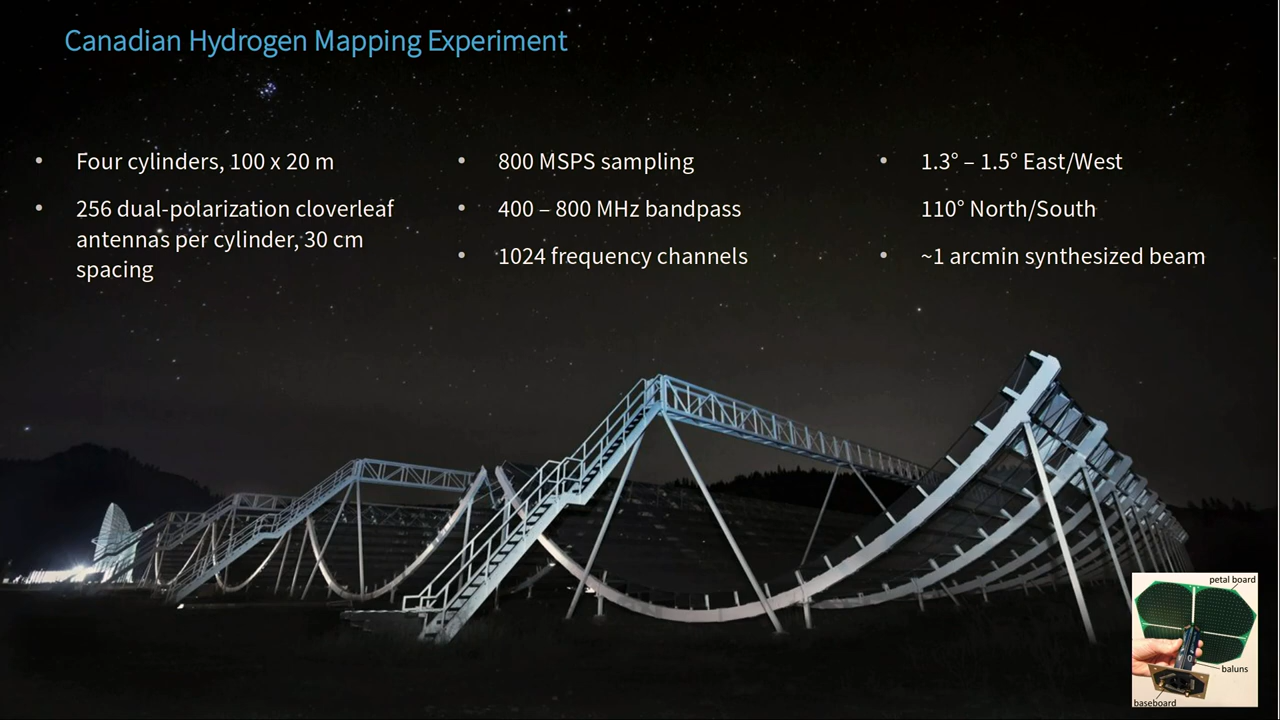 Canadian Hydrogen Mapping Experiment
• Four cylinders, 100 x 20 m
• 256 dual-polarization cloverleaf
antennas per cylinder, 30 cm
spacing
• 800 MSPS sampling
• 400 – 800 MHz bandpass
• 1024 frequency channels
• 1.3° – 1.5° East/West
110° North/South
• ~1 arcmin synthesized beam
petal board
baluns
baseboard